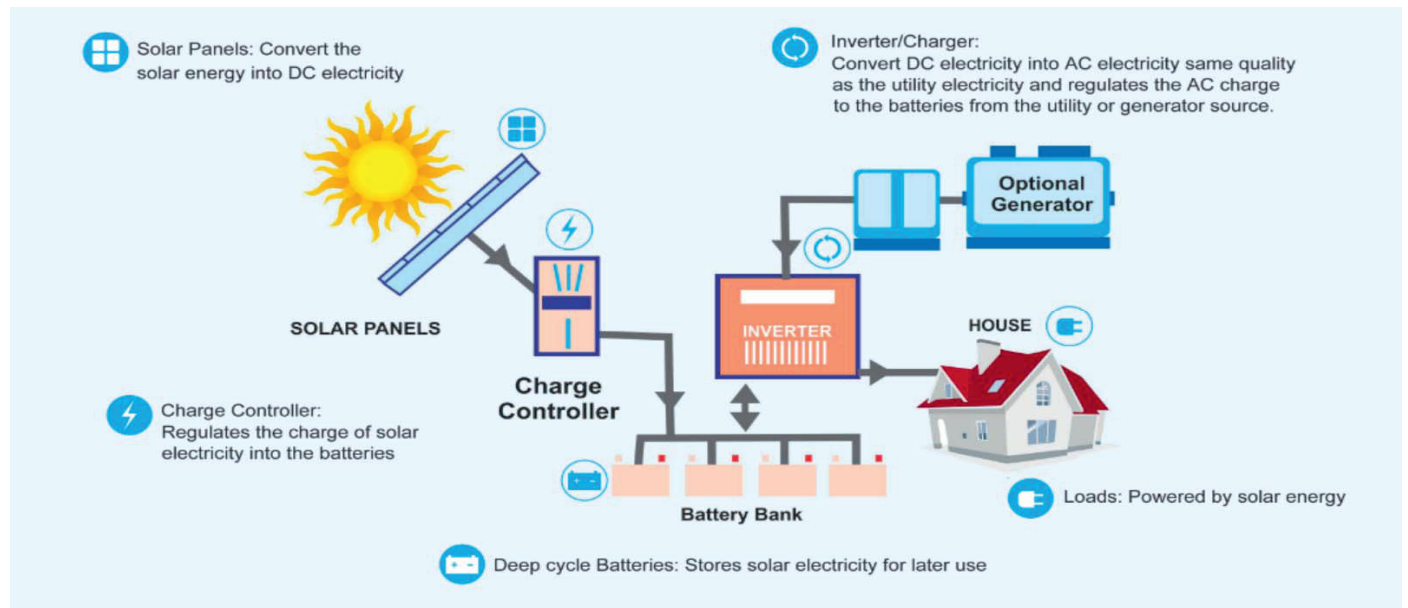 Solar Panels: Convert the
solar energy into DC electricity
Inverter/Charger:
Convert DC electricity into AC electricity same quality
as the utility electricity and regulates the AC charge
to the batteries from the utility or generator source.
Optional
Generator
SOLAR PANELS
INVERTER
HOUSE
Charge
Controller
Charge Controller:
Regulates the charge of solar
electricity into the batteries
Battery Bank
Loads: Powered by solar energy
Deep cycle Batteries: Stores solar electricity for later use